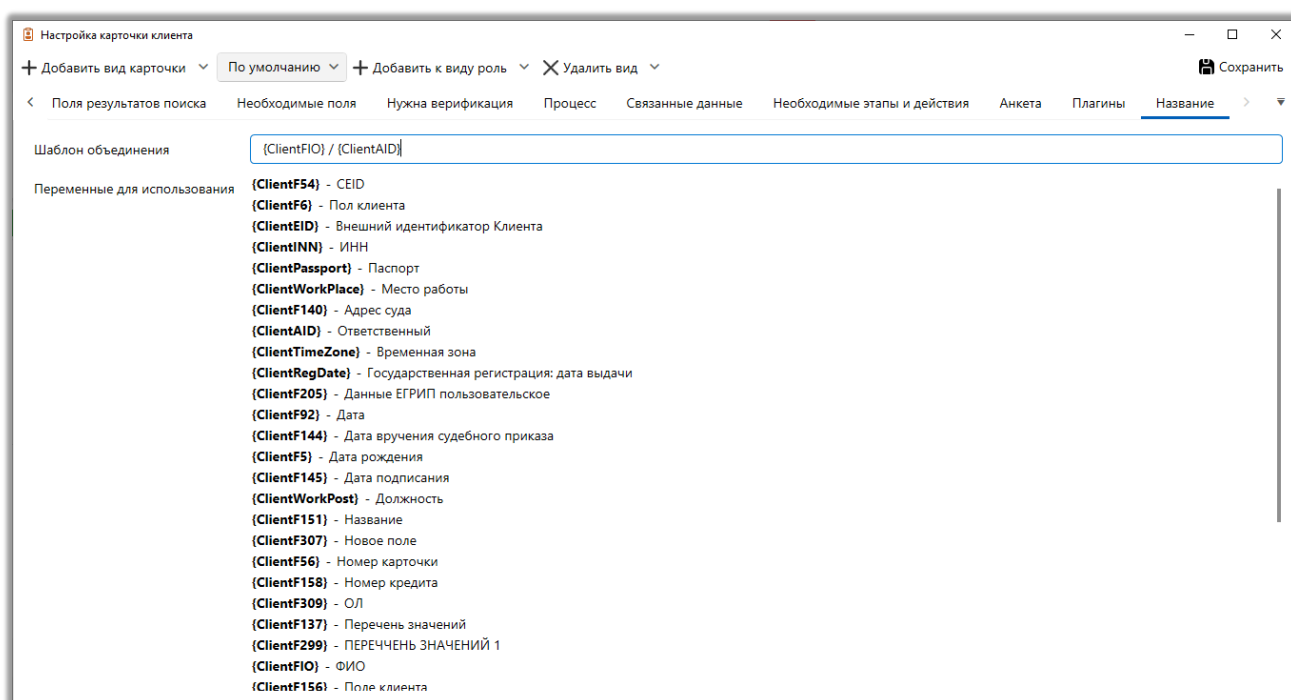 Настройка карточки клиента
Добавить вид карточки По умолчанию Добавить к виду роль Удалить вид Сохранить
Поля результатов поиска Необходимые поля Нужна верификация Процесс Связанные данные Необходимые этапы и действия Анкета Плагины Название
Шаблон объединения {ClientFIO} / {ClientAID}
Переменные для использования {ClientF54} - CEID
{ClientF6} - Пол клиента
{ClientEID} - Внешний идентификатор Клиента
{ClientINN} - ИНН
{ClientPassport} - Паспорт
{ClientWorkPlace} - Место работы
{ClientF140} - Адрес суда
{ClientAID} - Ответственный
{ClientTimeZone} - Временная зона
{ClientRegDate} - Государственная регистрация: дата выдачи
{ClientF205} - Данные ЕГРИП пользовательское
{ClientF92} - Дата
{ClientF144} - Дата вручения судебного приказа
{ClientF5} - Дата рождения
{ClientF145} - Дата подписания
{ClientWorkPost} - Должность
{ClientF151} - Название
{ClientF307} - Новое поле
{ClientF56} - Номер карточки
{ClientF158} - Номер кредита
{ClientF309} - ОЛ
{ClientF137} - Перечень значений
{ClientF299} - ПЕРЕЧЧЕНЬ ЗНАЧЕНИЙ 1
{ClientFIO} - ФИО
{ClientF156} - Поле клиента